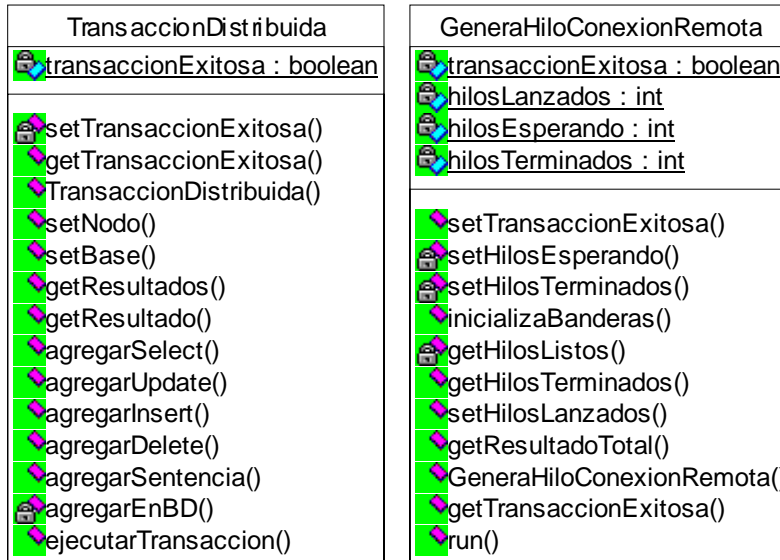 TransaccionDistribuida
transaccionExitosa : boolean
setTransaccionExitosa()
getTransaccionExitosa()
TransaccionDistribuida()
setNodo()
setBase()
getResultados()
getResultado()
agregarSelect()
agregarUpdate()
agregarInsert()
agregarDelete()
agregarSentencia()
agregarEnBD()
ejecutarTransaccion()
GeneraHiloConexionRemota
transaccionExitosa : boolean
hilosLanzados : int
hilosEsperando : int
hilosTerminados : int
setTransaccionExitosa()
setHilosEsperando()
setHilosTerminados()
inicializaBanderas()
getHilosListos()
getHilosTerminados()
setHilosLanzados()
getResultadoTotal()
GeneraHiloConexionRemota()
getTransaccionExitosa()
run()